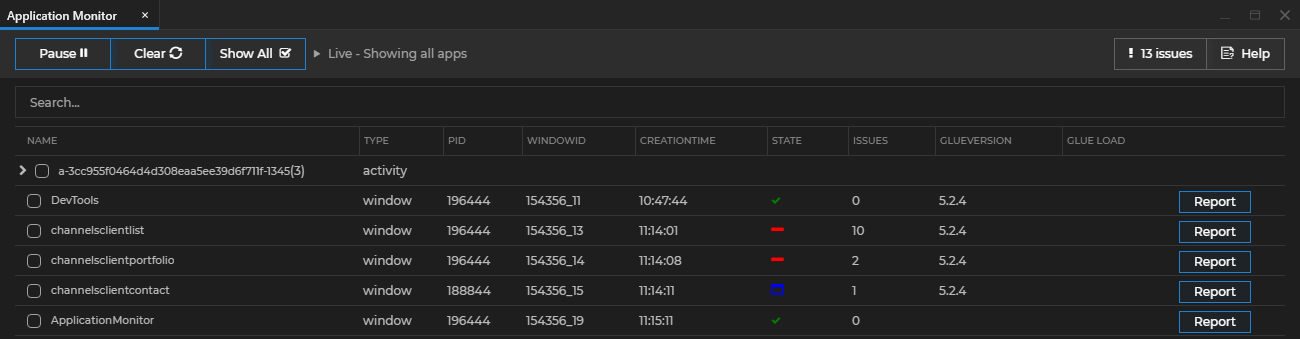 Application Monitor
Pause Clear Show All Live - Showing all apps 13 issues Help
Search...
NAME TYPE PID WINDOWID CREATIONTIME STATE ISSUES GLUEVERSION GLUE LOAD
a-3cc955f0464d4d308eaa5ee39d6f711f-1345(3) activity
DevTools window 196444 154356_11 10:47:44 0 5.2.4 Report
channelsclientlist window 196444 154356_13 11:14:01 10 5.2.4 Report
channelsclientportfolio window 196444 154356_14 11:14:08 2 5.2.4 Report
channelsclientcontact window 188844 154356_15 11:14:11 1 5.2.4 Report
ApplicationMonitor window 196444 154356_19 11:15:11 0 Report